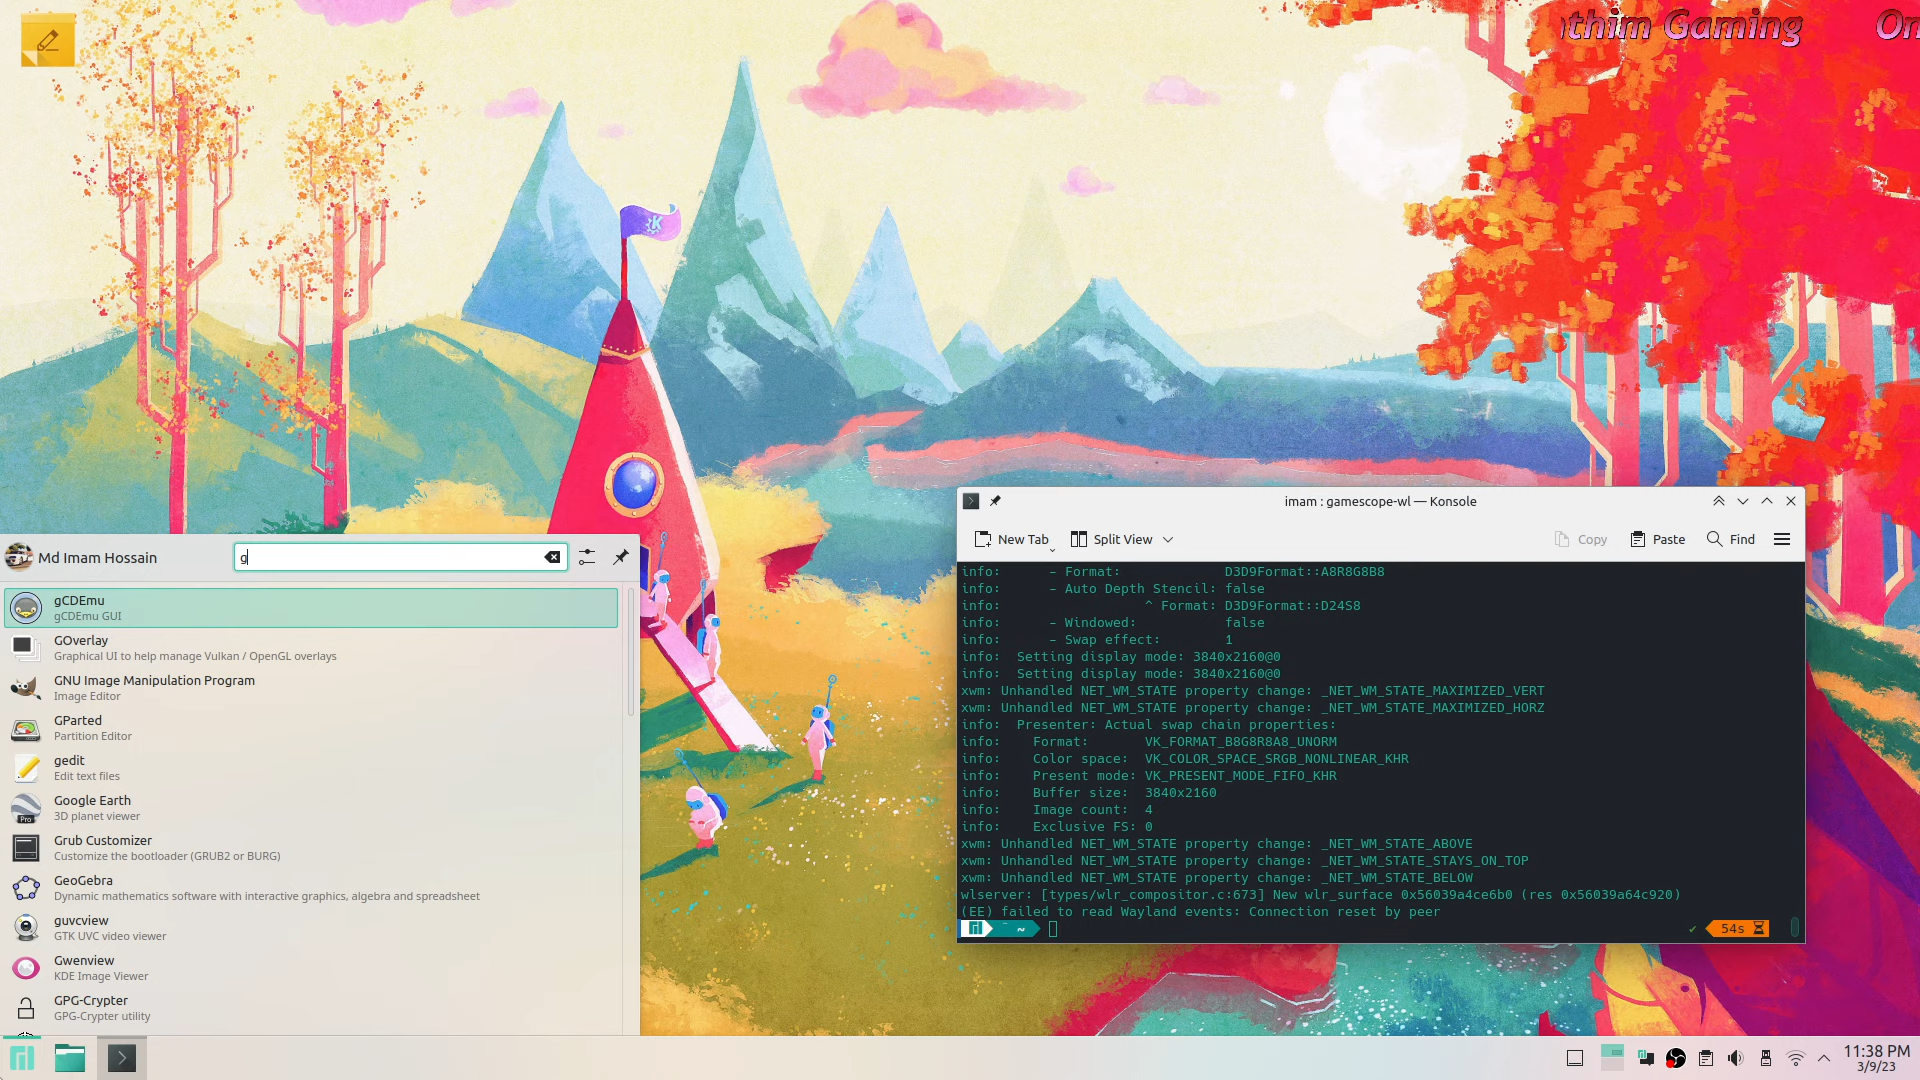 thim Gaming
On
Md Imam Hossain
g
gCDEmu
gCDEmu GUI
GOverlay
Graphical UI to help manage Vulkan / OpenGL overlays
GNU Image Manipulation Program
Image Editor
GParted
Partition Editor
gedit
Edit text files
Google Earth
3D planet viewer
Pro
Grub Customizer
Customize the bootloader (GRUB2 or BURG)
GeoGebra
Dynamic mathematics software with interactive graphics, algebra and spreadsheet
guvcview
GTK UVC video viewer
Gwenview
KDE Image Viewer
GPG-Crypter
GPG-Crypter utility
imam : gamescope-wl — Konsole
New Tab
Split View
Copy
Paste
Find
info:      - Format:             D3D9Format::A8R8G8B8
info:      - Auto Depth Stencil: false
info:                  ^ Format: D3D9Format::D24S8
info:      - Windowed:           false
info:      - Swap effect:        1
info:  Setting display mode: 3840x2160@0
info:  Setting display mode: 3840x2160@0
xwm: Unhandled NET_WM_STATE property change: _NET_WM_STATE_MAXIMIZED_VERT
xwm: Unhandled NET_WM_STATE property change: _NET_WM_STATE_MAXIMIZED_HORZ
info:  Presenter: Actual swap chain properties:
info:    Format:       VK_FORMAT_B8G8R8A8_UNORM
info:    Color space:  VK_COLOR_SPACE_SRGB_NONLINEAR_KHR
info:    Present mode: VK_PRESENT_MODE_FIFO_KHR
info:    Buffer size:  3840x2160
info:    Image count:  4
info:    Exclusive FS: 0
xwm: Unhandled NET_WM_STATE property change: _NET_WM_STATE_ABOVE
xwm: Unhandled NET_WM_STATE property change: _NET_WM_STATE_STAYS_ON_TOP
xwm: Unhandled NET_WM_STATE property change: _NET_WM_STATE_BELOW
wlserver: [types/wlr_compositor.c:673] New wlr_surface 0x56039a4ce6b0 (res 0x56039a64c920)
(EE) failed to read Wayland events: Connection reset by peer
~
✓ 54s
11:38 PM
3/9/23